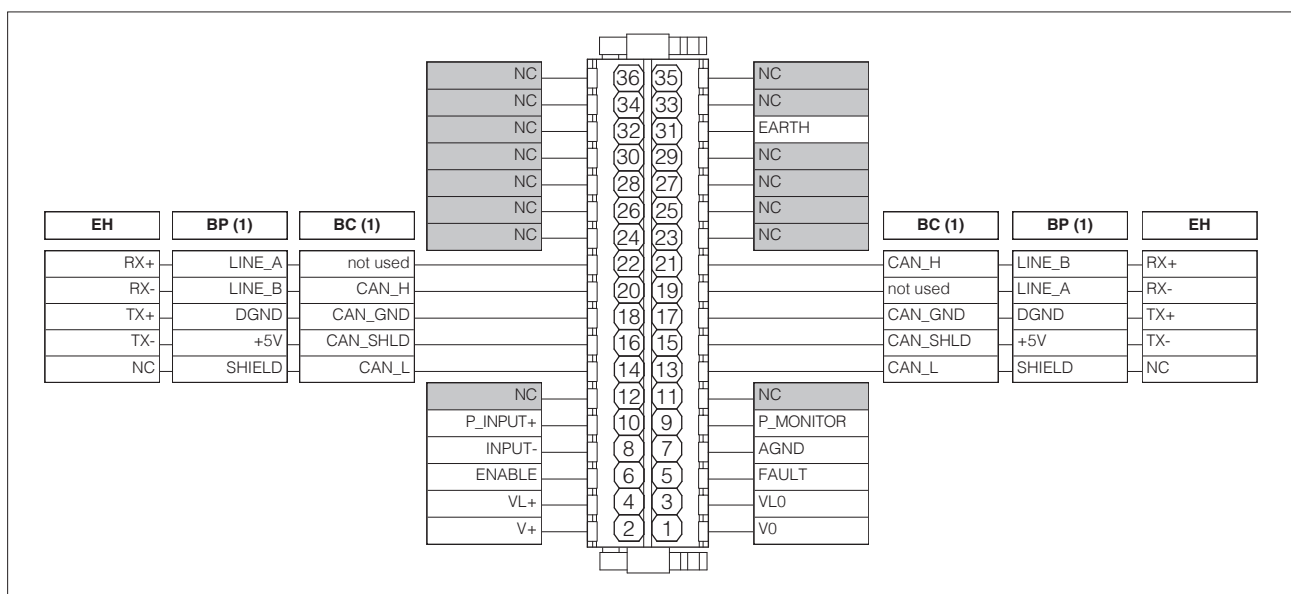 NC 36 35 NC
NC 34 33 NC
NC 32 31 EARTH
NC 30 29 NC
NC 28 27 NC
NC 26 25 NC
EH BP (1) BC (1) NC 24 23 NC BC (1) BP (1) EH
RX+ LINE_A not used 22 21 CAN_H LINE_B RX+
RX- LINE_B CAN_H 20 19 not used LINE_A RX-
TX+ DGND CAN_GND 18 17 CAN_GND DGND TX+
TX- +5V CAN_SHLD 16 15 CAN_SHLD +5V TX-
NC SHIELD CAN_L 14 13 CAN_L SHIELD NC
NC 12 11 NC
P_INPUT+ 10 9 P_MONITOR
INPUT- 8 7 AGND
ENABLE 6 5 FAULT
VL+ 4 3 VL0
V+ 2 1 V0